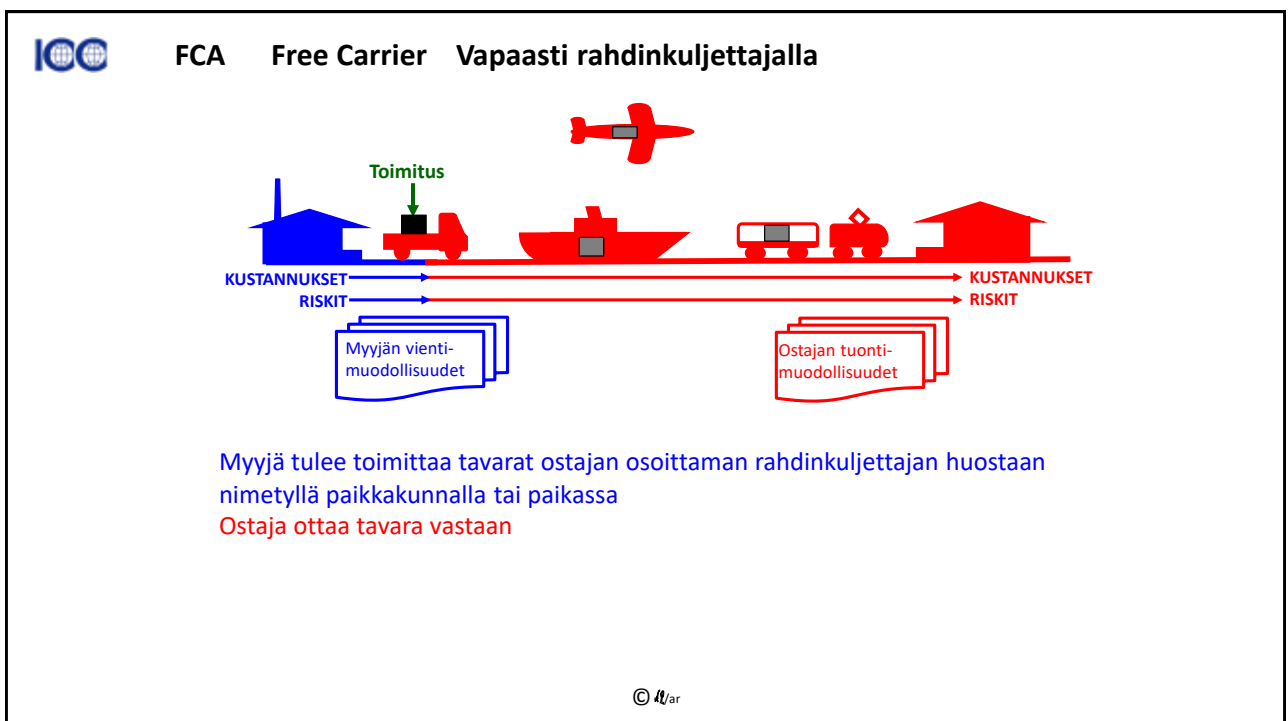 ICC FCA Free Carrier Vapaasti rahdinkuljettajalla
Toimitus
KUSTANNUKSET KUSTANNUKSET
RISKIT RISKIT
Myyjän vienti-
muodollisuudet
Ostajan tuonti-
muodollisuudet
Myyjä tulee toimittaa tavarat ostajan osoittaman rahdinkuljettajan huostaan
nimetyllä paikkakunnalla tai paikassa
Ostaja ottaa tavara vastaan
© /ar